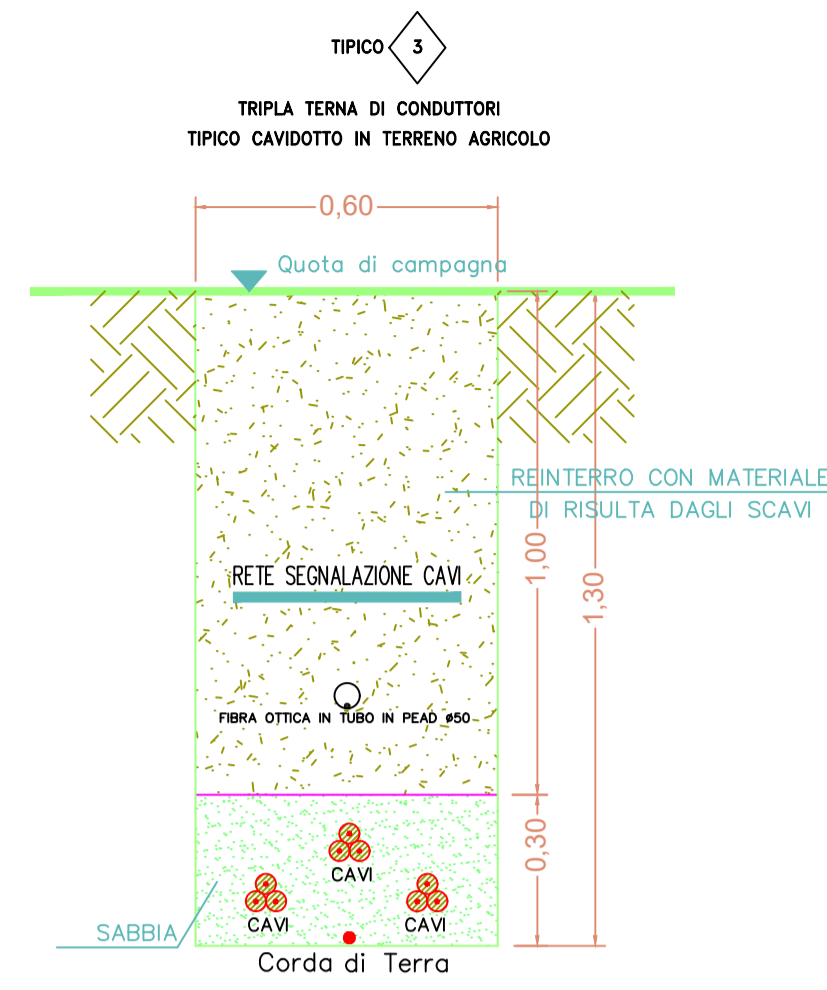 TIPICO 3
TRIPLA TERNA DI CONDUTTORI
TIPICO CAVIDOTTO IN TERRENO AGRICOLO
0,60
Quota di campagna
REINTERRO CON MATERIALE
DI RISULTA DAGLI SCAVI
1,00
1,30
RETE SEGNALAZIONE CAVI
FIBRA OTTICA IN TUBO IN PEAD ø50
0,30
CAVI
CAVI
CAVI
SABBIA
Corda di Terra